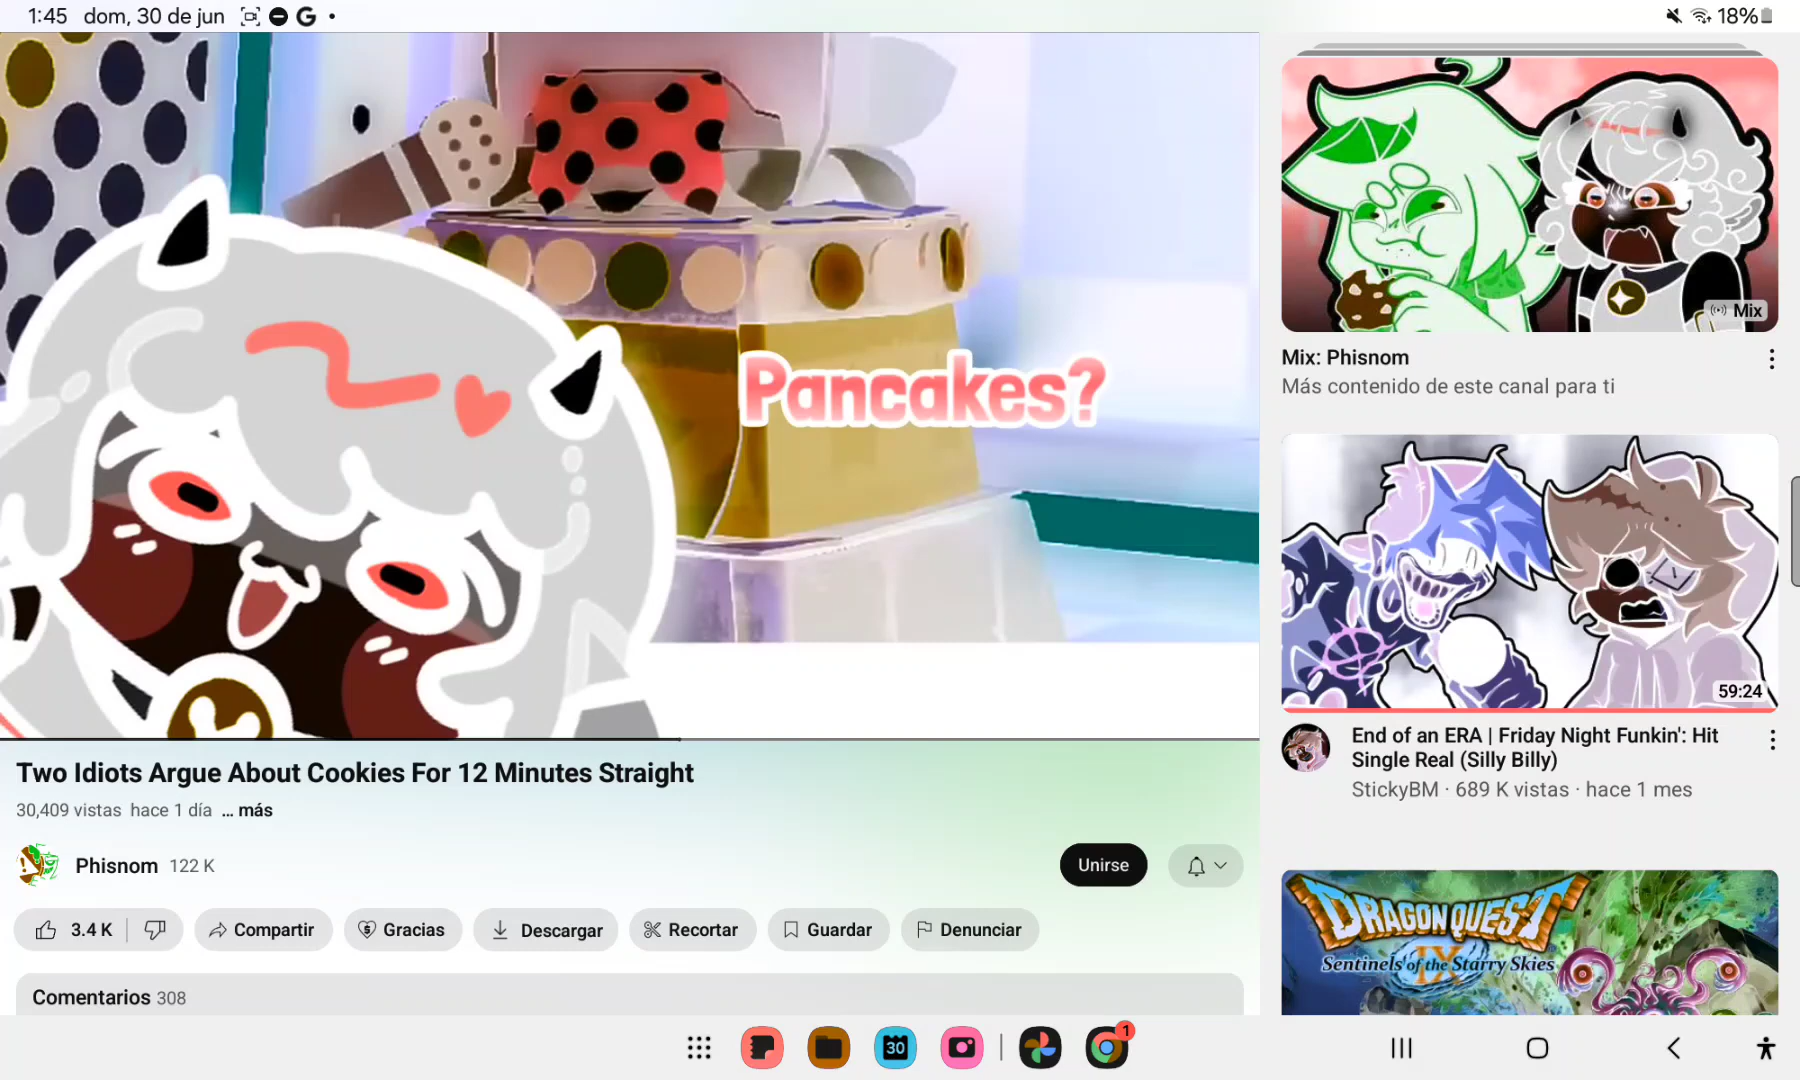 1:45 dom, 30 de jun
18%
Pancakes?
Two Idiots Argue About Cookies For 12 Minutes Straight
30,409 vistas hace 1 día ... más
Phisnom 122 K
Unirse
3.4 K
Compartir
Gracias
Descargar
Recortar
Guardar
Denunciar
Comentarios 308
Mix
Mix: Phisnom
Más contenido de este canal para ti
59:24
End of an ERA | Friday Night Funkin': Hit
Single Real (Silly Billy)
StickyBM · 689 K vistas · hace 1 mes
DRAGON QUEST
IX
Sentinels of the Starry Skies
30
1